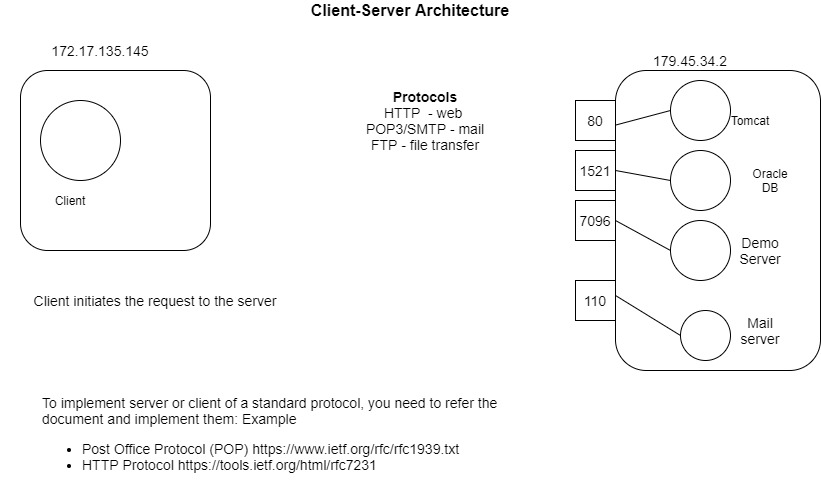 Client-Server Architecture
172.17.135.145
Client
Client initiates the request to the server
Protocols
HTTP - web
POP3/SMTP - mail
FTP - file transfer
179.45.34.2
80
Tomcat
1521
Oracle
DB
7096
Demo
Server
110
Mail
server
To implement server or client of a standard protocol, you need to refer the
document and implement them: Example
• Post Office Protocol (POP) https://www.ietf.org/rfc/rfc1939.txt
• HTTP Protocol https://tools.ietf.org/html/rfc7231